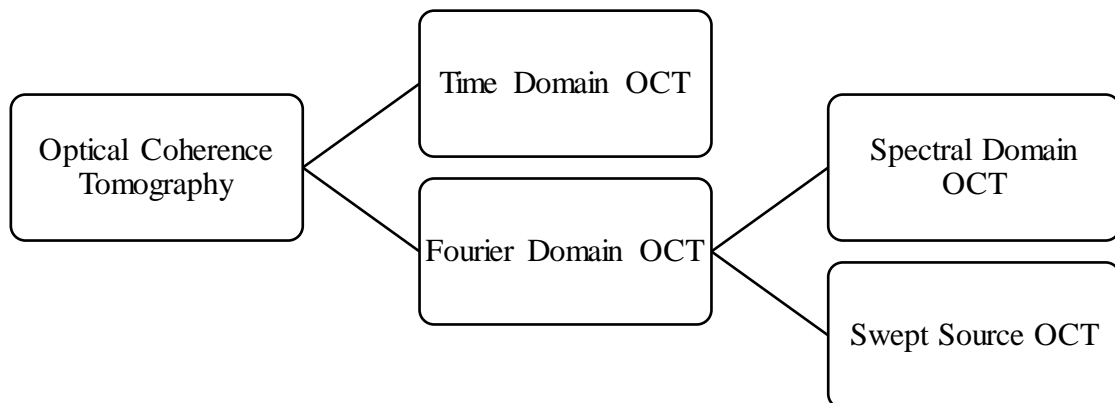 Optical Coherence
Tomography
Time Domain OCT
Fourier Domain OCT
Spectral Domain
OCT
Swept Source OCT